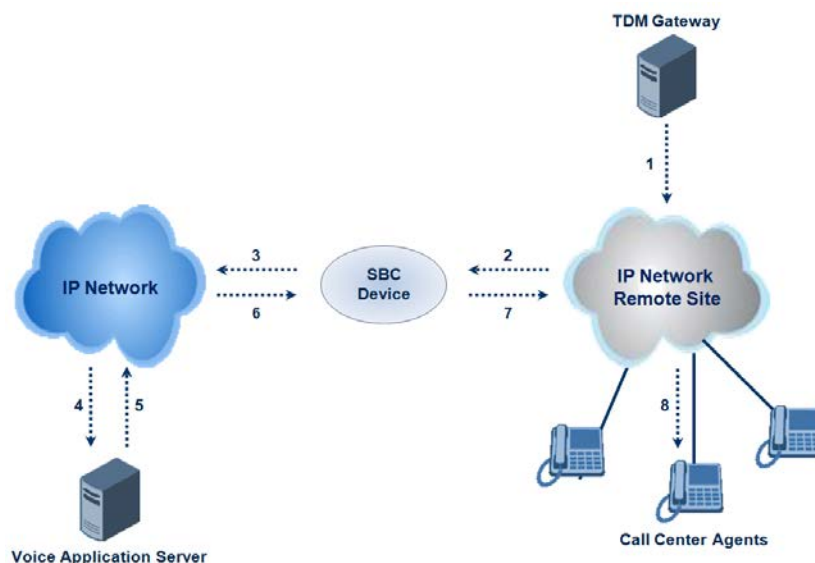 TDM Gateway
1
IP Network
3
6
SBC
Device
2
7
IP Network
Remote Site
4
5
8
Voice Application Server
Call Center Agents